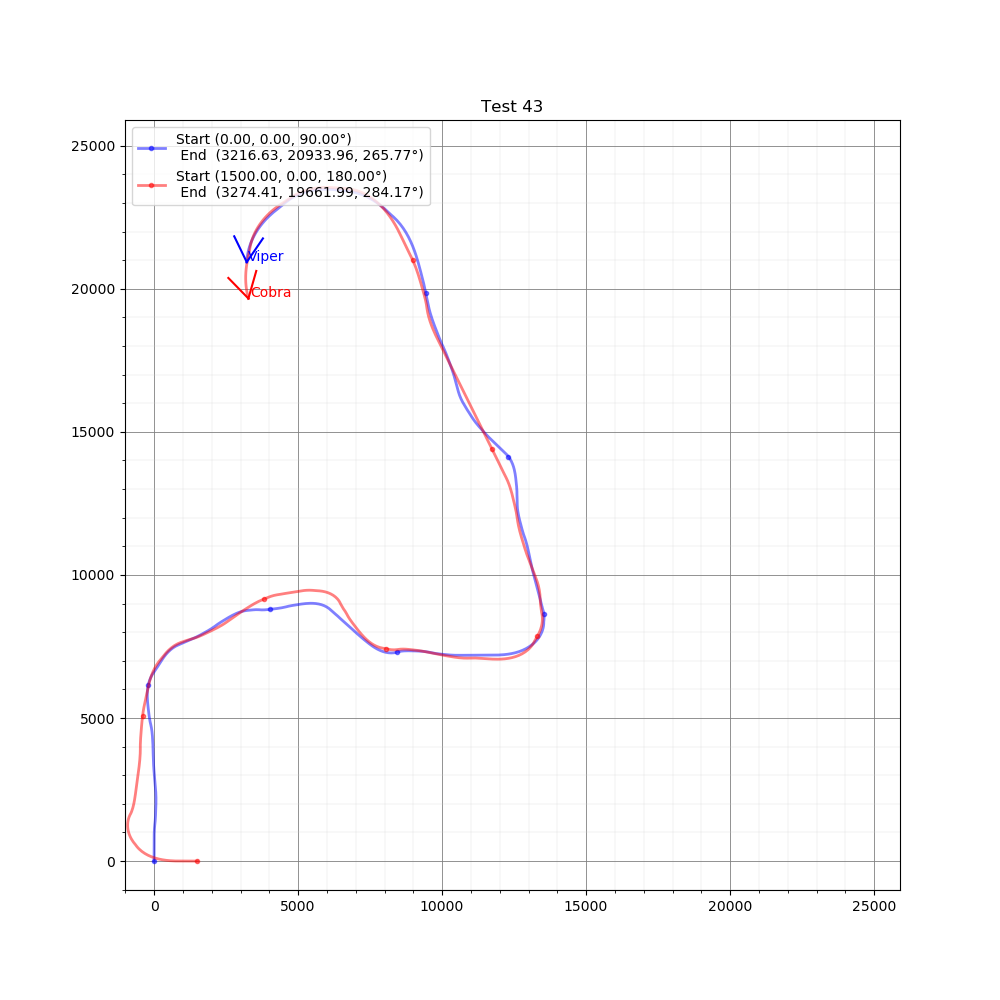 Test 43
Start (0.00, 0.00, 90.00°)
End (3216.63, 20933.96, 265.77°)
Start (1500.00, 0.00, 180.00°)
End (3274.41, 19661.99, 284.17°)
25000
20000
15000
10000
5000
0
Viper
Cobra
0 5000 10000 15000 20000 25000